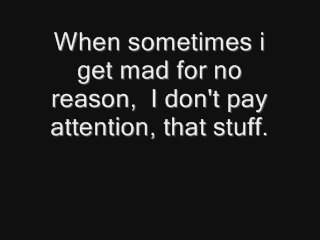 When sometimes i
get mad for no
reason,  I don't pay
attention, that stuff.